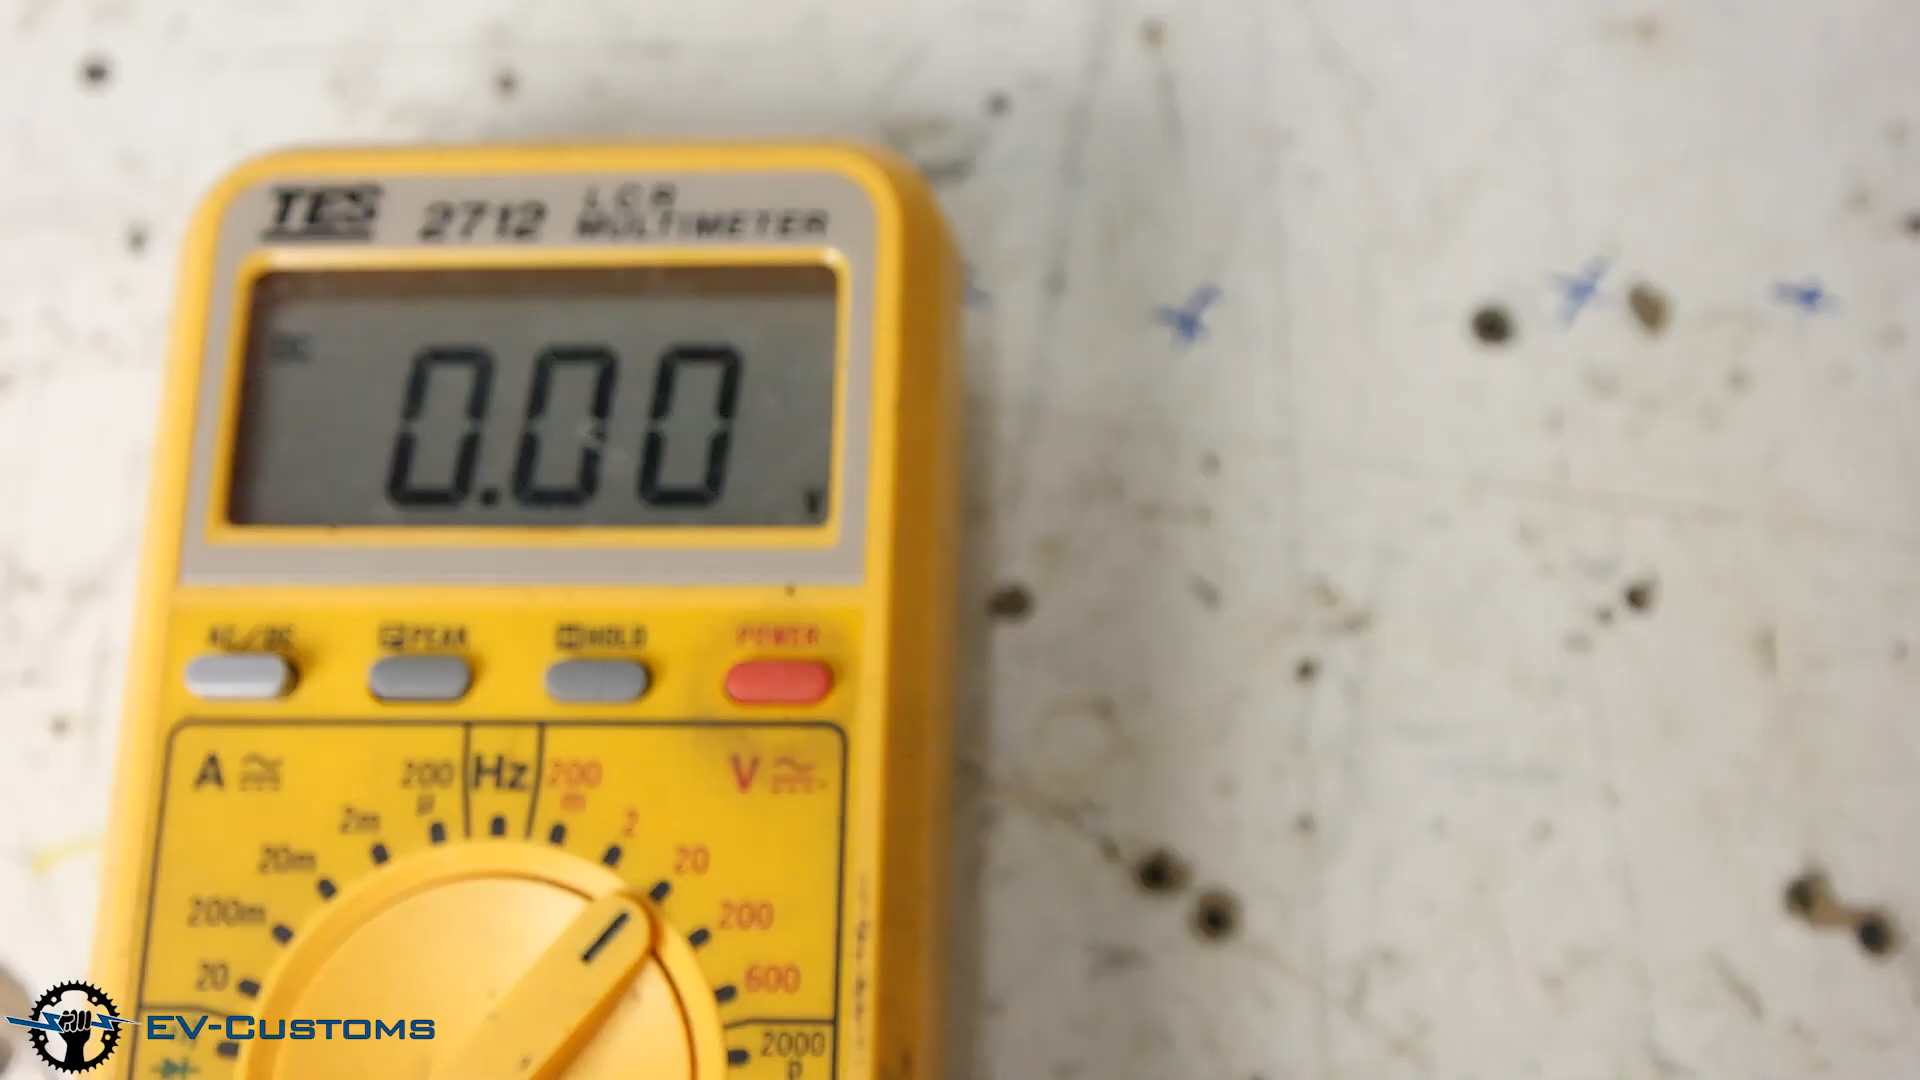 TES 2712 LCR
MULTIMETER
DC
0.00
V
AC/DC PEAK HOLD POWER
A 200 Hz 200 V
μ m
2m 2
20m 20
200m 200
20 600
EV-CUSTOMS
2000
p